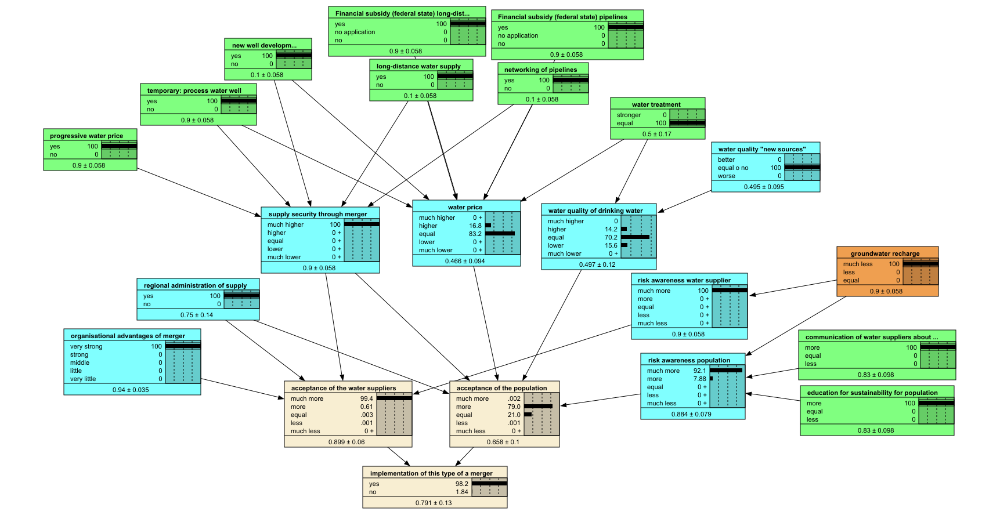 Financial subsidy (federal state) long-dist...
yes 100
no application 0
no 0
0.9 ± 0.058
Financial subsidy (federal state) pipelines
yes 100
no application 0
no 0
0.9 ± 0.058
new well developm...
yes 100
no 0
0.1 ± 0.058
long-distance water supply
yes 100
no 0
0.1 ± 0.058
networking of pipelines
yes 100
no 0
0.1 ± 0.058
temporary: process water well
yes 100
no 0
0.9 ± 0.058
water treatment
stronger 0
equal 100
0.5 ± 0.17
progressive water price
yes 100
no 0
0.9 ± 0.058
water quality "new sources"
better 0
equal o no 100
worse 0
0.495 ± 0.095
supply security through merger
much higher 100
higher 0 +
equal 0 +
lower 0 +
much lower 0 +
0.9 ± 0.058
water price
much higher 0 +
higher 16.8
equal 83.2
lower 0 +
much lower 0 +
0.466 ± 0.094
water quality of drinking water
much higher 0
higher 14.2
equal 70.2
lower 15.6
much lower 0 +
0.497 ± 0.12
groundwater recharge
much less 100
less 0
equal 0
0.9 ± 0.058
regional administration of supply
yes 100
no 0
0.75 ± 0.14
risk awareness water supplier
much more 100
more 0 +
equal 0 +
less 0 +
much less 0 +
0.9 ± 0.058
organisational advantages of merger
very strong 100
strong 0
middle 0
little 0
very little 0
0.94 ± 0.035
communication of water suppliers about ...
more 100
equal 0
less 0
0.83 ± 0.098
risk awareness population
much more 92.1
more 7.88
equal 0 +
less 0 +
much less 0 +
0.884 ± 0.079
education for sustainability for population
more 100
equal 0
less 0
0.83 ± 0.098
acceptance of the water suppliers
much more 99.4
more 0.61
equal .003
less .001
much less 0 +
0.899 ± 0.06
acceptance of the population
much more .002
more 79.0
equal 21.0
less .001
much less 0 +
0.658 ± 0.1
implementation of this type of a merger
yes 98.2
no 1.84
0.791 ± 0.13